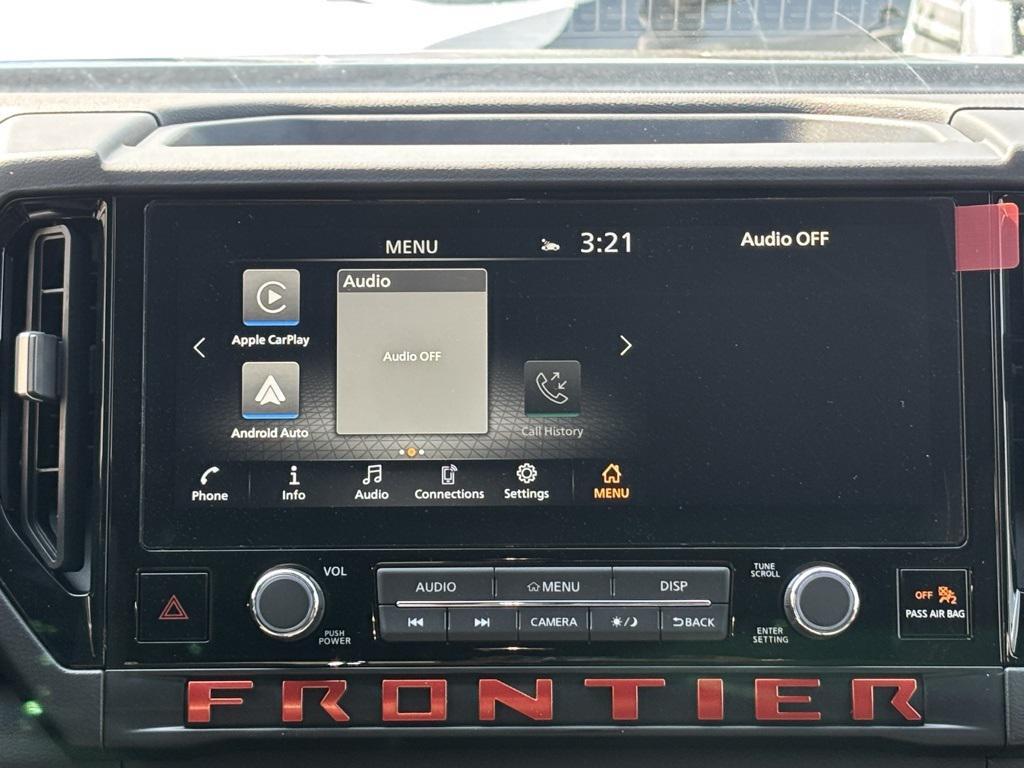 MENU
3:21
Audio OFF
Audio
Apple CarPlay
Audio OFF
Android Auto
Call History
Phone
Info
Audio
Connections
Settings
MENU
VOL
PUSH
POWER
AUDIO
MENU
DISP
CAMERA
BACK
TUNE
SCROLL
ENTER
SETTING
OFF
PASS AIR BAG
FRONTIER